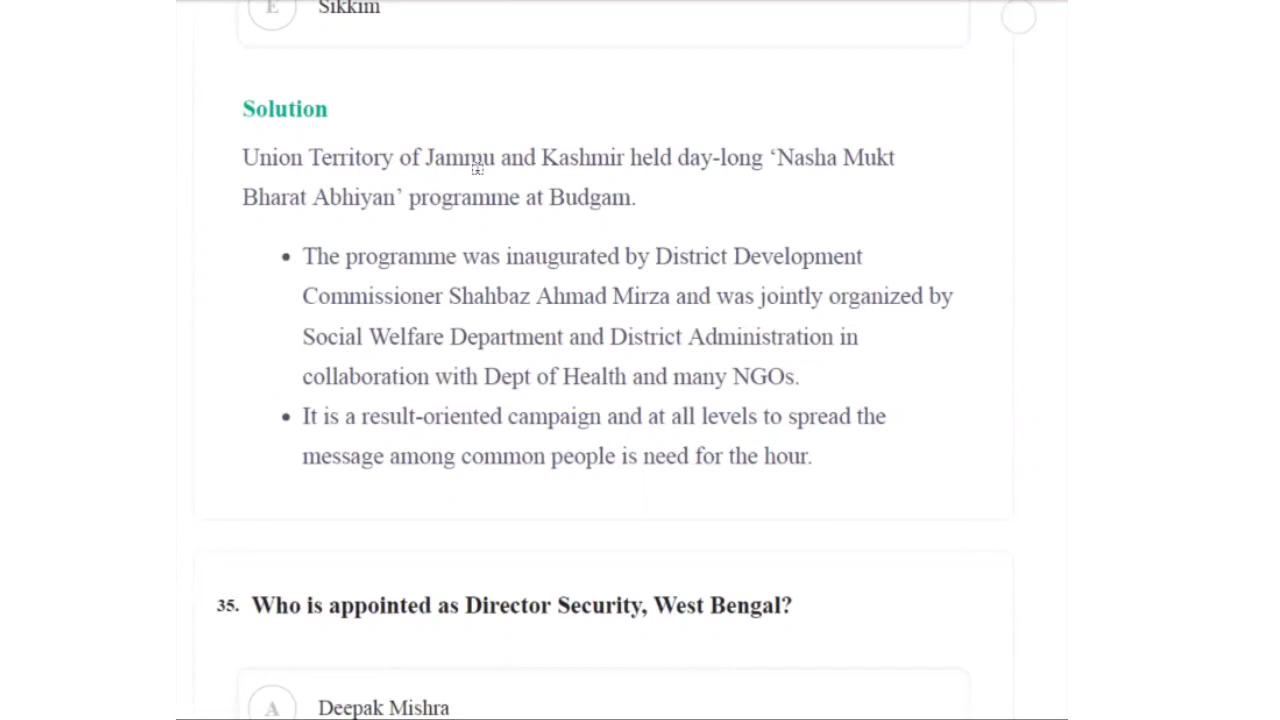 E Sikkim
Solution
Union Territory of Jammu and Kashmir held day-long ‘Nasha Mukt
Bharat Abhiyan’ programme at Budgam.
• The programme was inaugurated by District Development
Commissioner Shahbaz Ahmad Mirza and was jointly organized by
Social Welfare Department and District Administration in
collaboration with Dept of Health and many NGOs.
• It is a result-oriented campaign and at all levels to spread the
message among common people is need for the hour.
35. Who is appointed as Director Security, West Bengal?
A Deepak Mishra